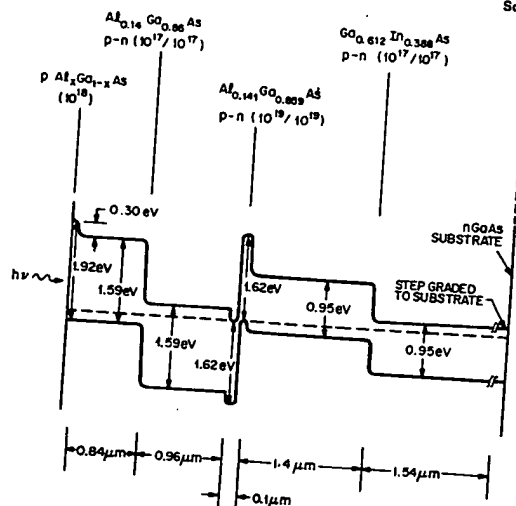 So
Al0.14 Ga0.86 As
p-n (10^17/10^17)
Ga0.612 In0.388 As
p-n (10^17/10^17)
p AlxGa1-xAs
(10^18)
Al0.141 Ga0.859 As
p-n (10^19/10^19)
0.30eV
nGaAs
SUBSTRATE
hν
1.92eV
1.59eV
1.62eV
0.95eV
STEP GRADED
TO SUBSTRATE
1.59eV
1.62eV
0.95eV
0.84μm
0.96μm
1.4μm
1.54μm
0.1μm